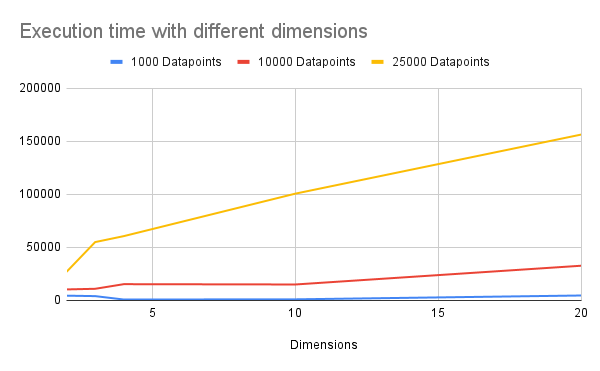 Execution time with different dimensions
1000 Datapoints 10000 Datapoints 25000 Datapoints
200000
150000
100000
50000
0
5 10 15 20
Dimensions